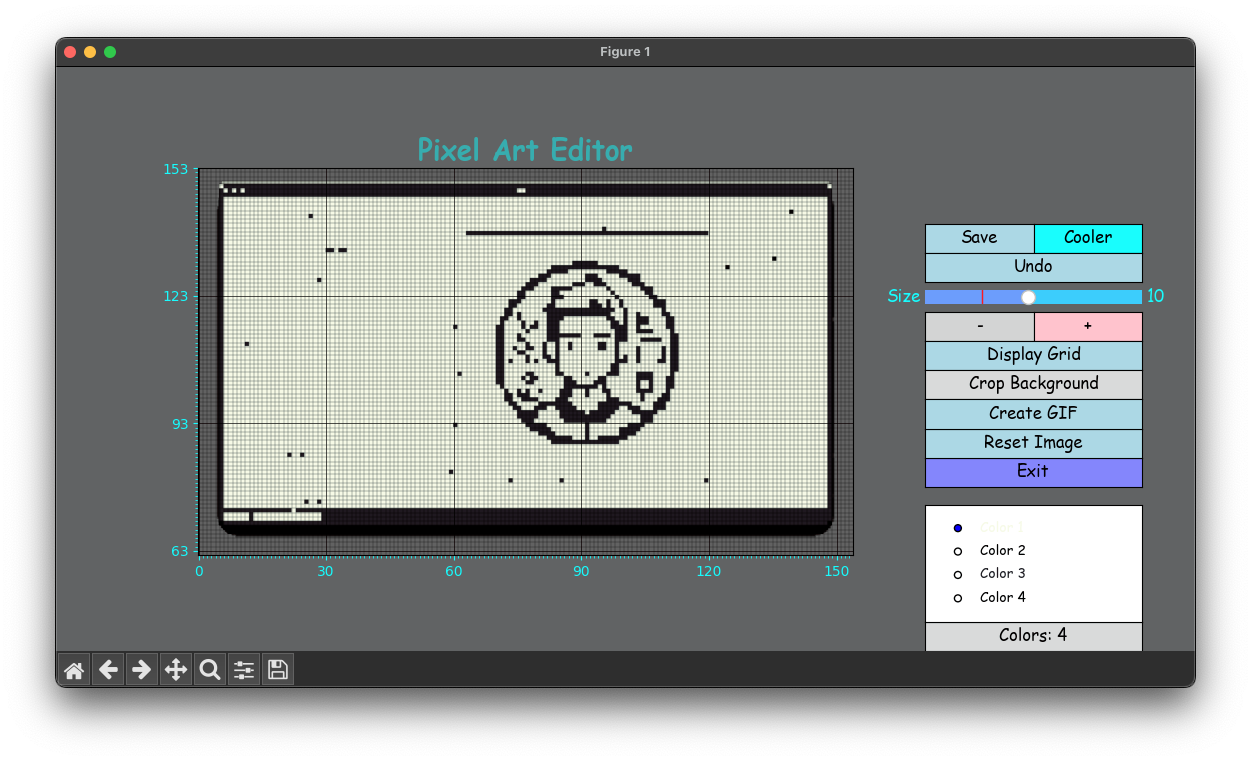 Figure 1
Pixel Art Editor
153
123
93
63
0 30 60 90 120 150
Save Cooler
Undo
Size 10
- +
Display Grid
Crop Background
Create GIF
Reset Image
Exit
Color 1
Color 2
Color 3
Color 4
Colors: 4